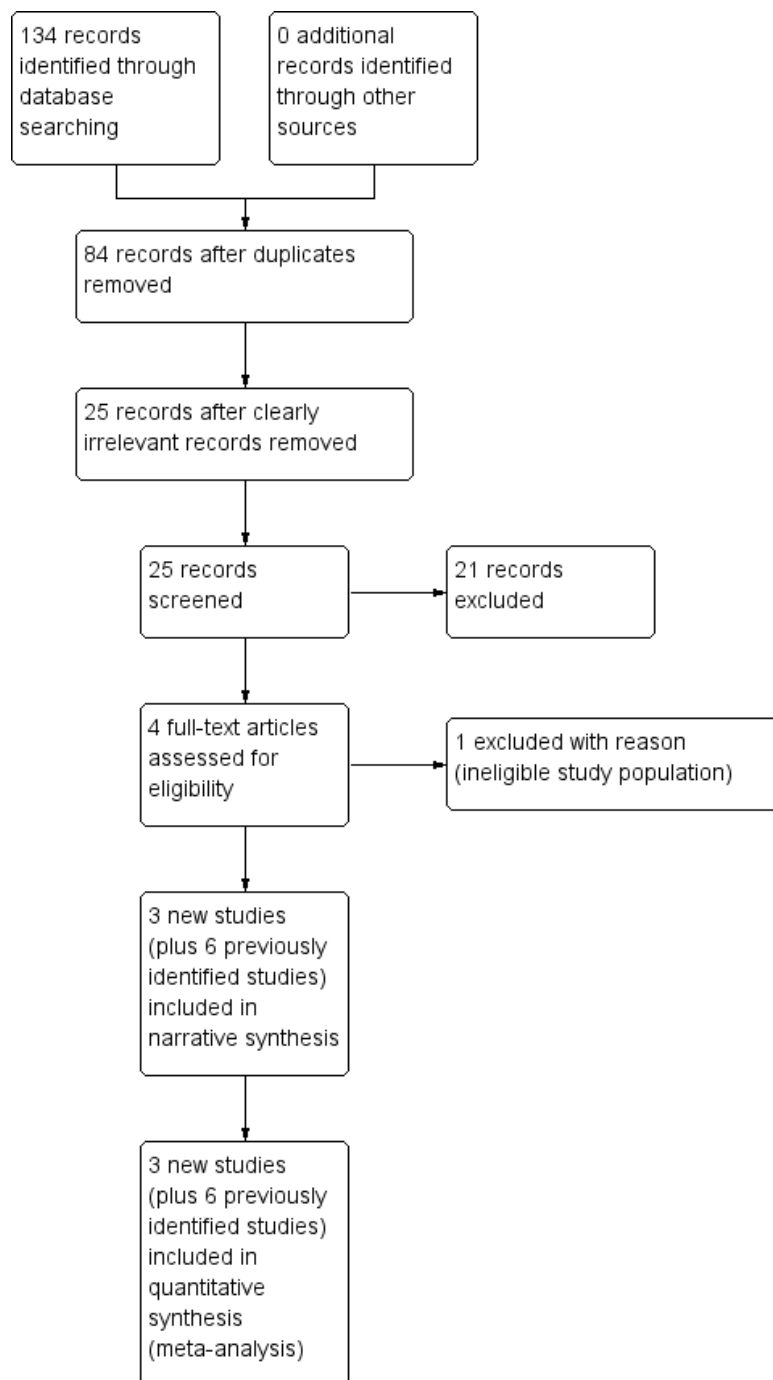 134 records
identified through
database
searching
0 additional
records identified
through other
sources
84 records after duplicates
removed
25 records after clearly
irrelevant records removed
25 records
screened
21 records
excluded
4 full-text articles
assessed for
eligibility
1 excluded with reason
(ineligible study population)
3 new studies
(plus 6 previously
identified studies)
included in
narrative synthesis
3 new studies
(plus 6 previously
identified studies)
included in
quantitative
synthesis
(meta-analysis)